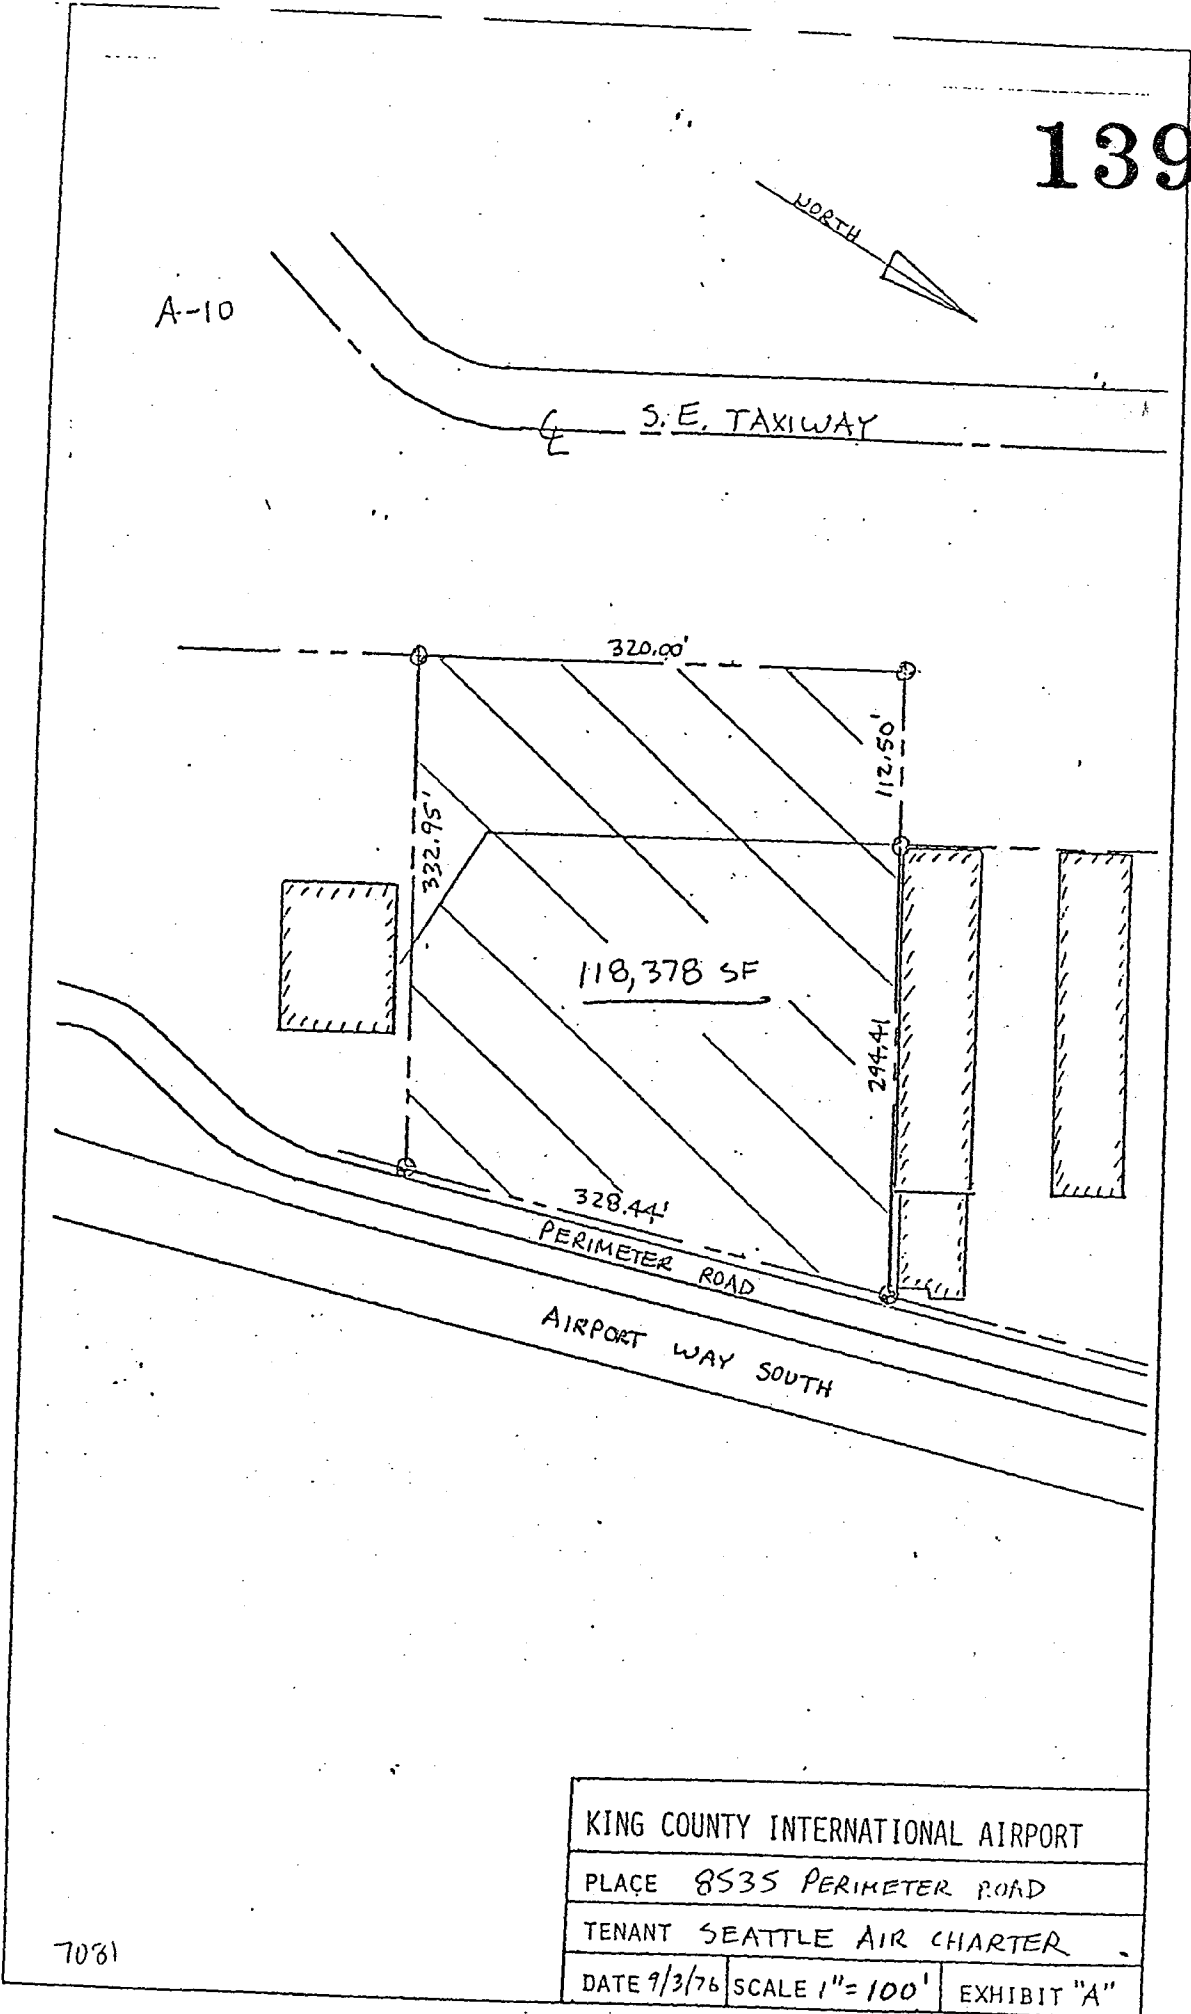 139
NORTH
A-10
℄ S.E. TAXIWAY
320.00'
112.50'
332.95'
118,378 SF
294.41
328.44'
PERIMETER ROAD
AIRPORT WAY SOUTH
KING COUNTY INTERNATIONAL AIRPORT
PLACE 8535 PERIMETER ROAD
TENANT SEATTLE AIR CHARTER
DATE 9/3/76 SCALE 1"=100' EXHIBIT "A"
7081